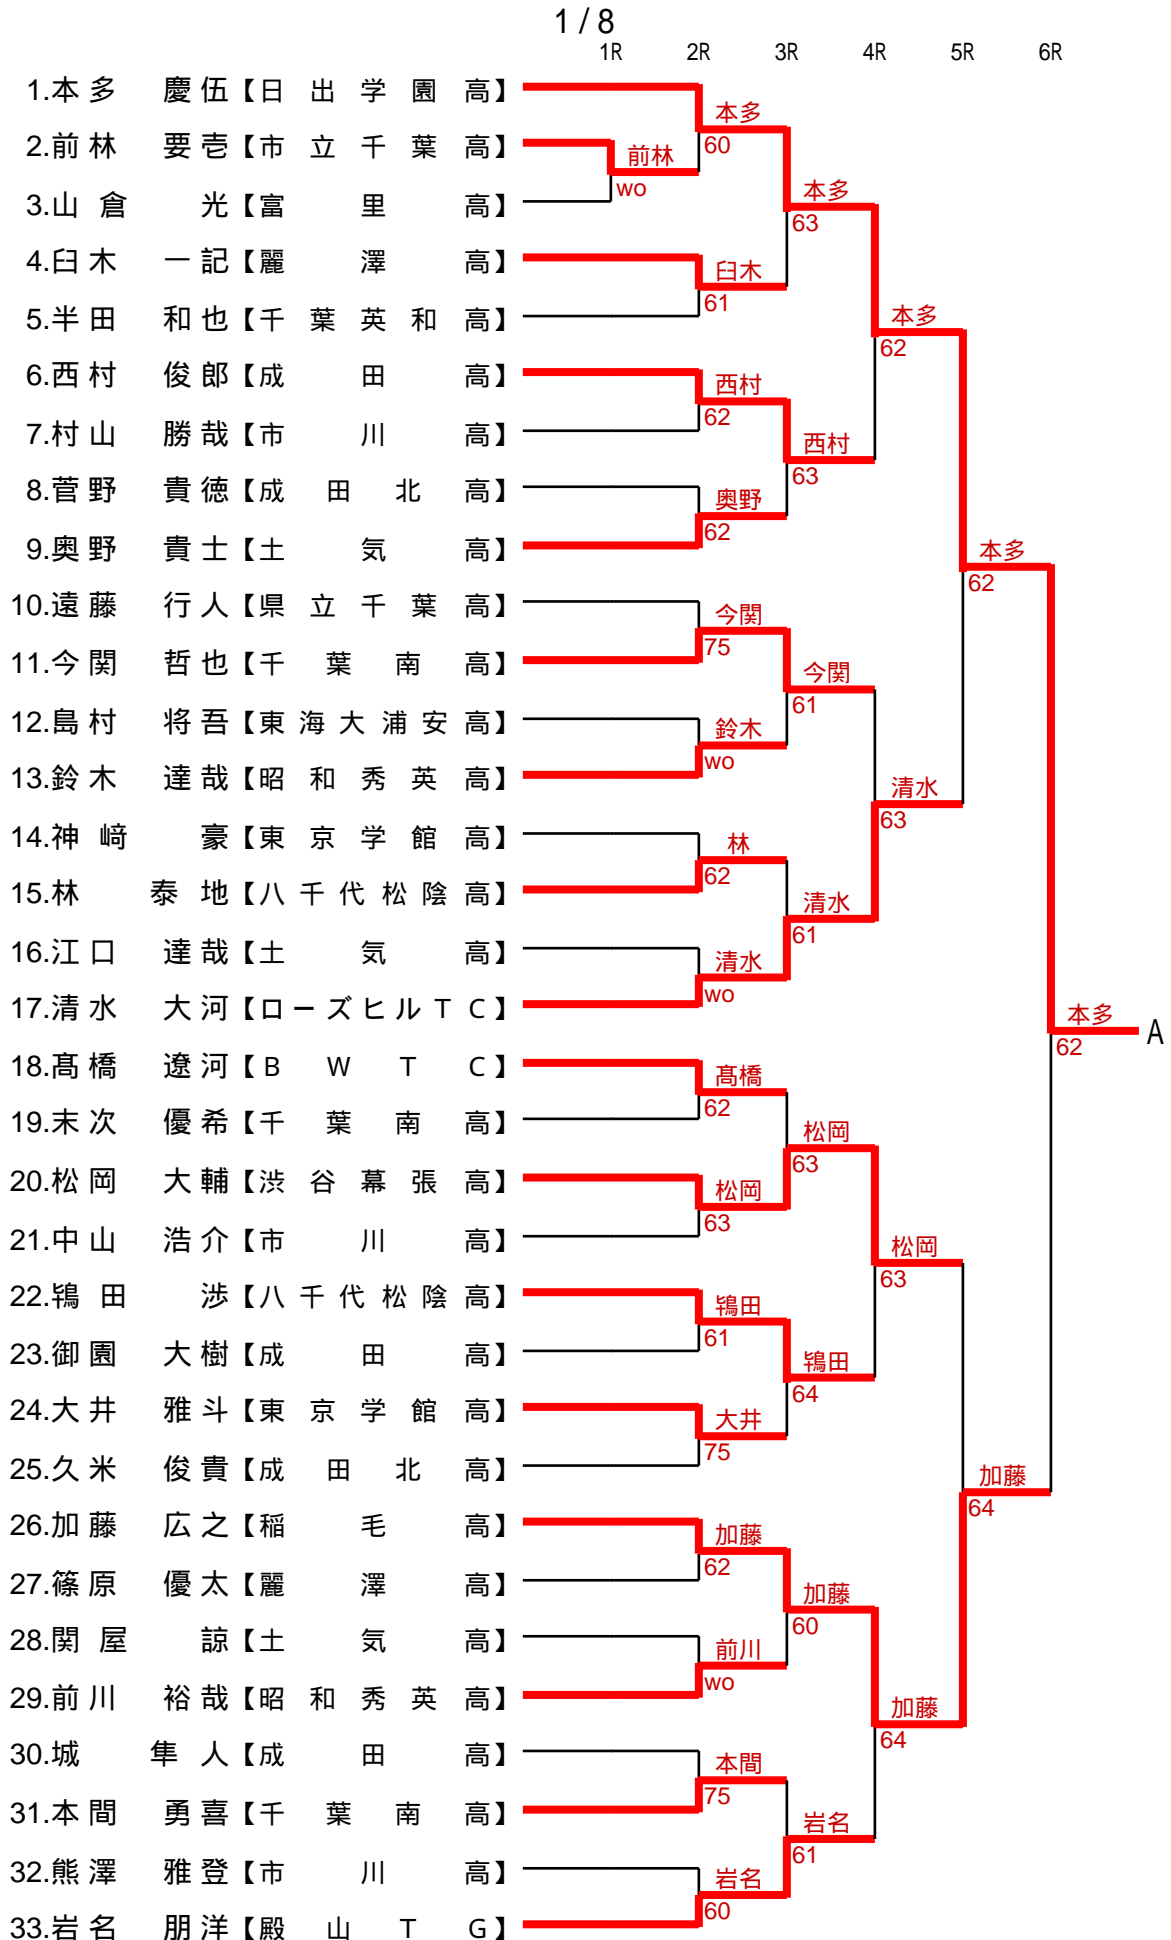 1 / 8
1R 2R 3R 4R 5R 6R
1.本多 慶伍【日出学園高】
本多
2.前林 要壱【市立千葉高】
60
前林
wo
3.山倉 光【富里高】
本多
63
4.臼木 一記【麗澤高】
臼木
61
5.半田 和也【千葉英和高】
本多
62
6.西村 俊郎【成田高】
西村
62
7.村山 勝哉【市川高】
西村
63
8.菅野 貴徳【成田北高】
奥野
62
9.奥野 貴士【土気高】
本多
62
10.遠藤 行人【県立千葉高】
今関
75
11.今関 哲也【千葉南高】
今関
61
12.島村 将吾【東海大浦安高】
鈴木
wo
13.鈴木 達哉【昭和秀英高】
清水
63
14.神﨑 豪【東京学館高】
林
62
15.林 泰地【八千代松陰高】
清水
61
16.江口 達哉【土気高】
清水
wo
17.清水 大河【ローズヒルTC】
本多
62
A
18.髙橋 遼河【BWTC】
髙橋
62
19.末次 優希【千葉南高】
松岡
63
20.松岡 大輔【渋谷幕張高】
松岡
63
21.中山 浩介【市川高】
松岡
63
22.鴇田 渉【八千代松陰高】
鴇田
61
23.御園 大樹【成田高】
鴇田
64
24.大井 雅斗【東京学館高】
大井
75
25.久米 俊貴【成田北高】
加藤
64
26.加藤 広之【稲毛高】
加藤
62
27.篠原 優太【麗澤高】
加藤
60
28.関屋 諒【土気高】
前川
wo
29.前川 裕哉【昭和秀英高】
加藤
64
30.城 隼人【成田高】
本間
75
31.本間 勇喜【千葉南高】
岩名
61
32.熊澤 雅登【市川高】
岩名
60
33.岩名 朋洋【殿山TG】